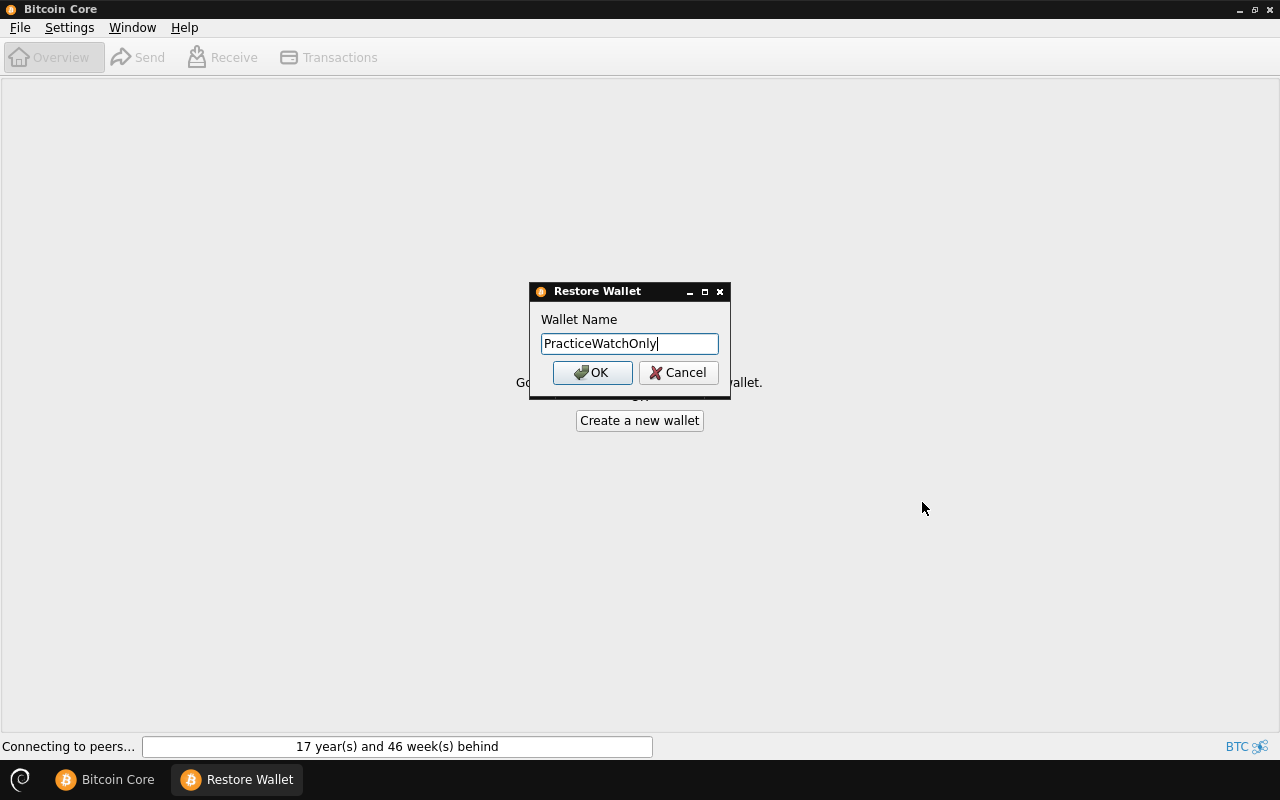 Bitcoin Core
File Settings Window Help
Overview Send Receive Transactions
Restore Wallet
Wallet Name
PracticeWatchOnly
OK Cancel
allet.
Create a new wallet
Connecting to peers... 17 year(s) and 46 week(s) behind BTC
Bitcoin Core Restore Wallet